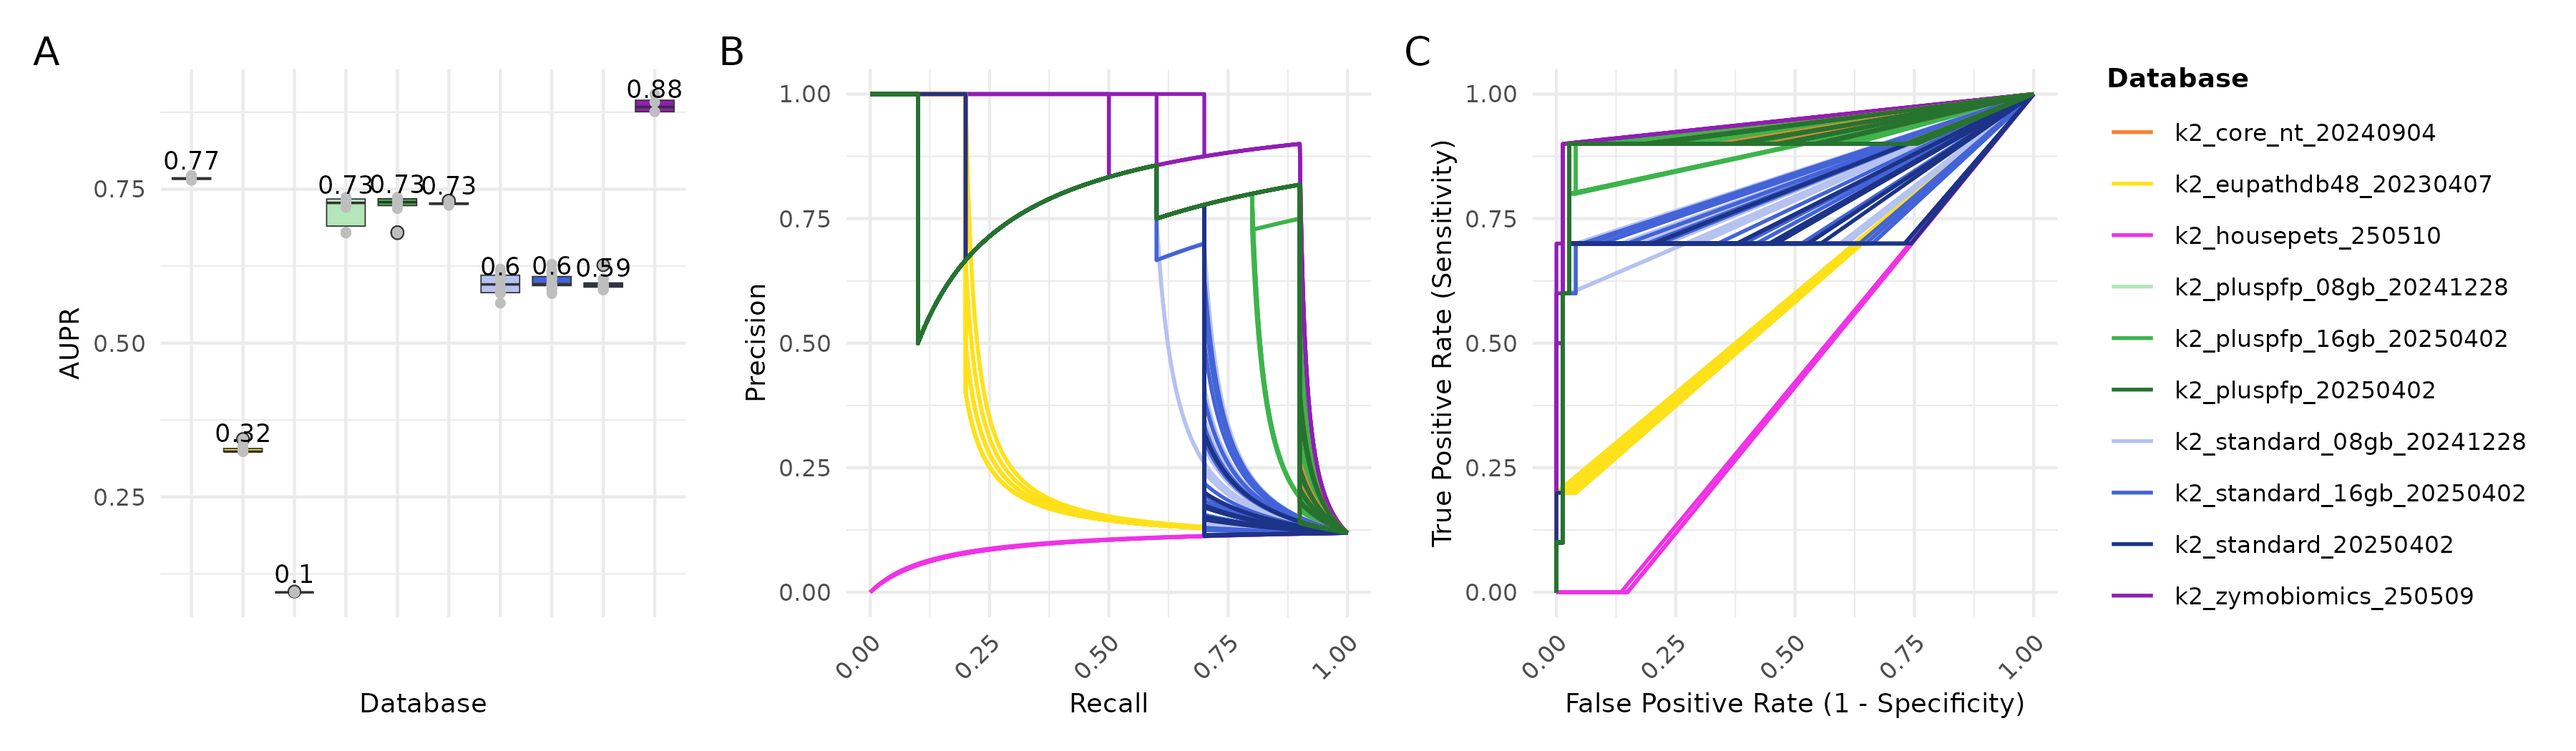 A
0.77
0.32
0.1
0.73
0.73
0.73
0.6
0.6
0.59
0.88
0.75
0.50
0.25
AUPR
Database
B
1.00
0.75
0.50
0.25
0.00
Precision
0.00
0.25
0.50
0.75
1.00
Recall
C
1.00
0.75
0.50
0.25
0.00
True Positive Rate (Sensitivity)
0.00
0.25
0.50
0.75
1.00
False Positive Rate (1 - Specificity)
Database
k2_core_nt_20240904
k2_eupathdb48_20230407
k2_housepets_250510
k2_pluspfp_08gb_20241228
k2_pluspfp_16gb_20250402
k2_pluspfp_20250402
k2_standard_08gb_20241228
k2_standard_16gb_20250402
k2_standard_20250402
k2_zymobiomics_250509